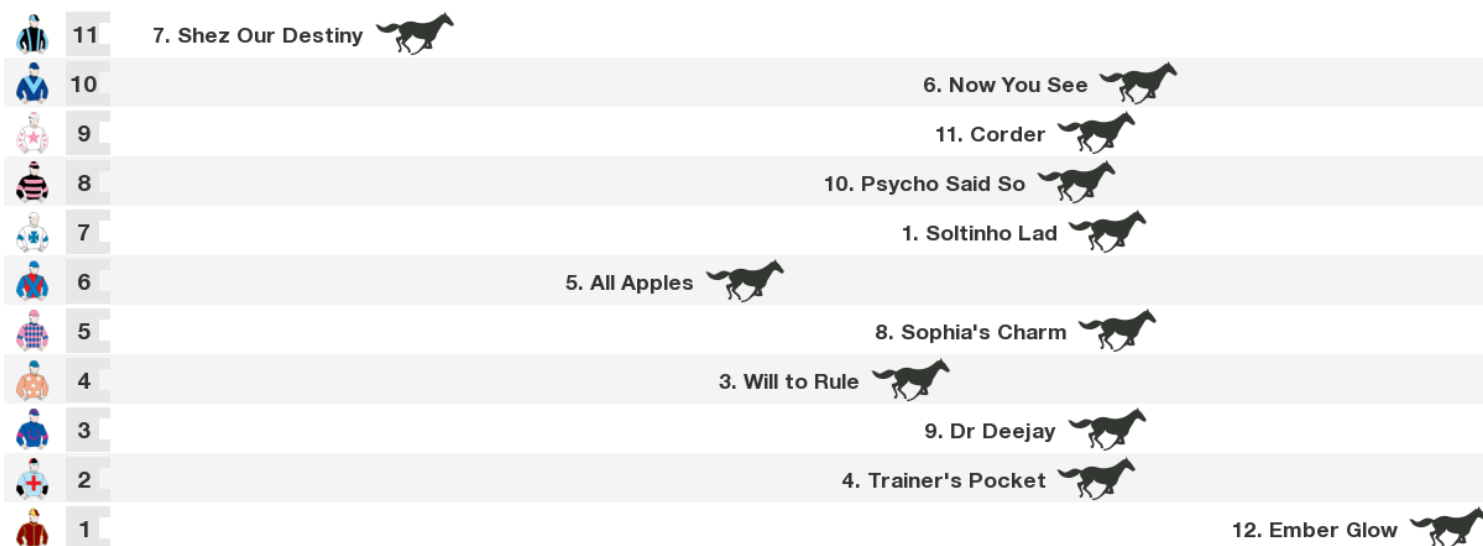 11 7. Shez Our Destiny
10 6. Now You See
9 11. Corder
8 10. Psycho Said So
7 1. Soltinho Lad
6 5. All Apples
5 8. Sophia's Charm
4 3. Will to Rule
3 9. Dr Deejay
2 4. Trainer's Pocket
1 12. Ember Glow